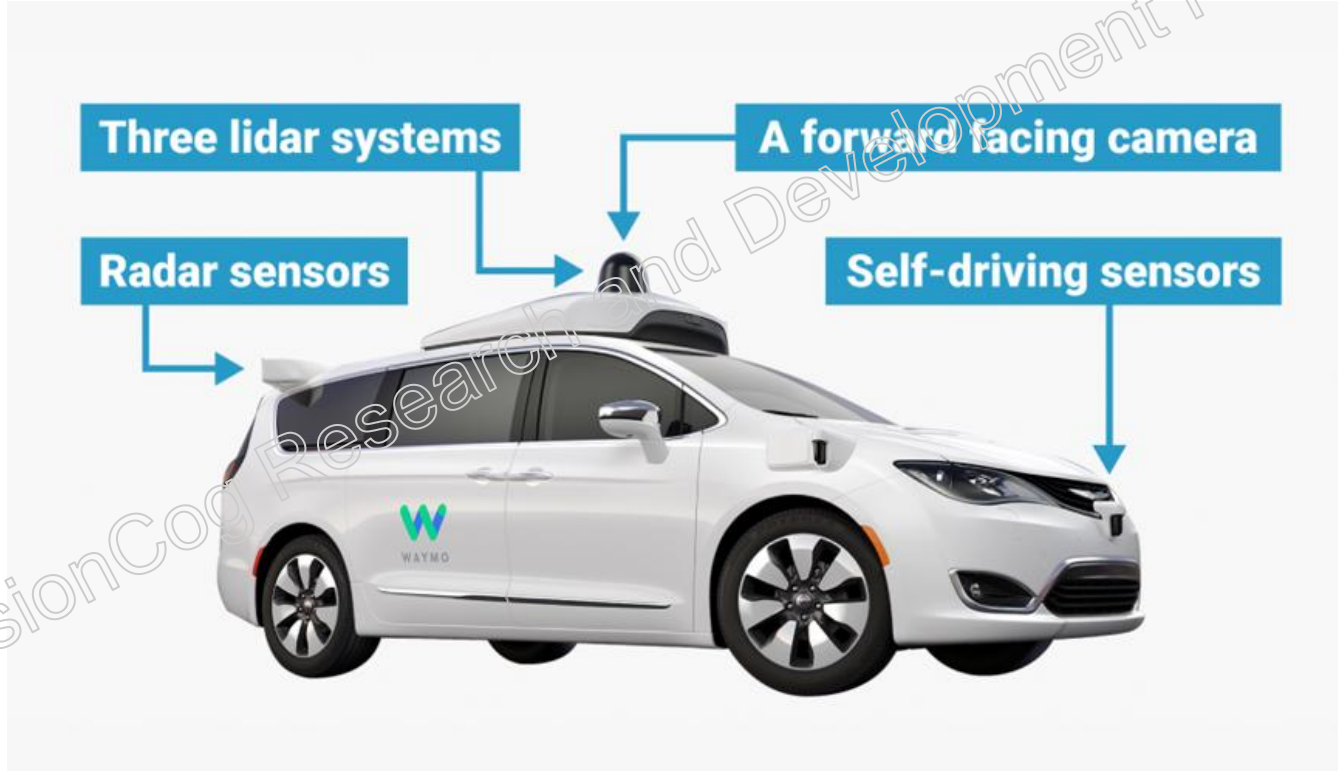 Three lidar systems
A forward facing camera
Radar sensors
Self-driving sensors
WAYMO
sionCog Research and Development